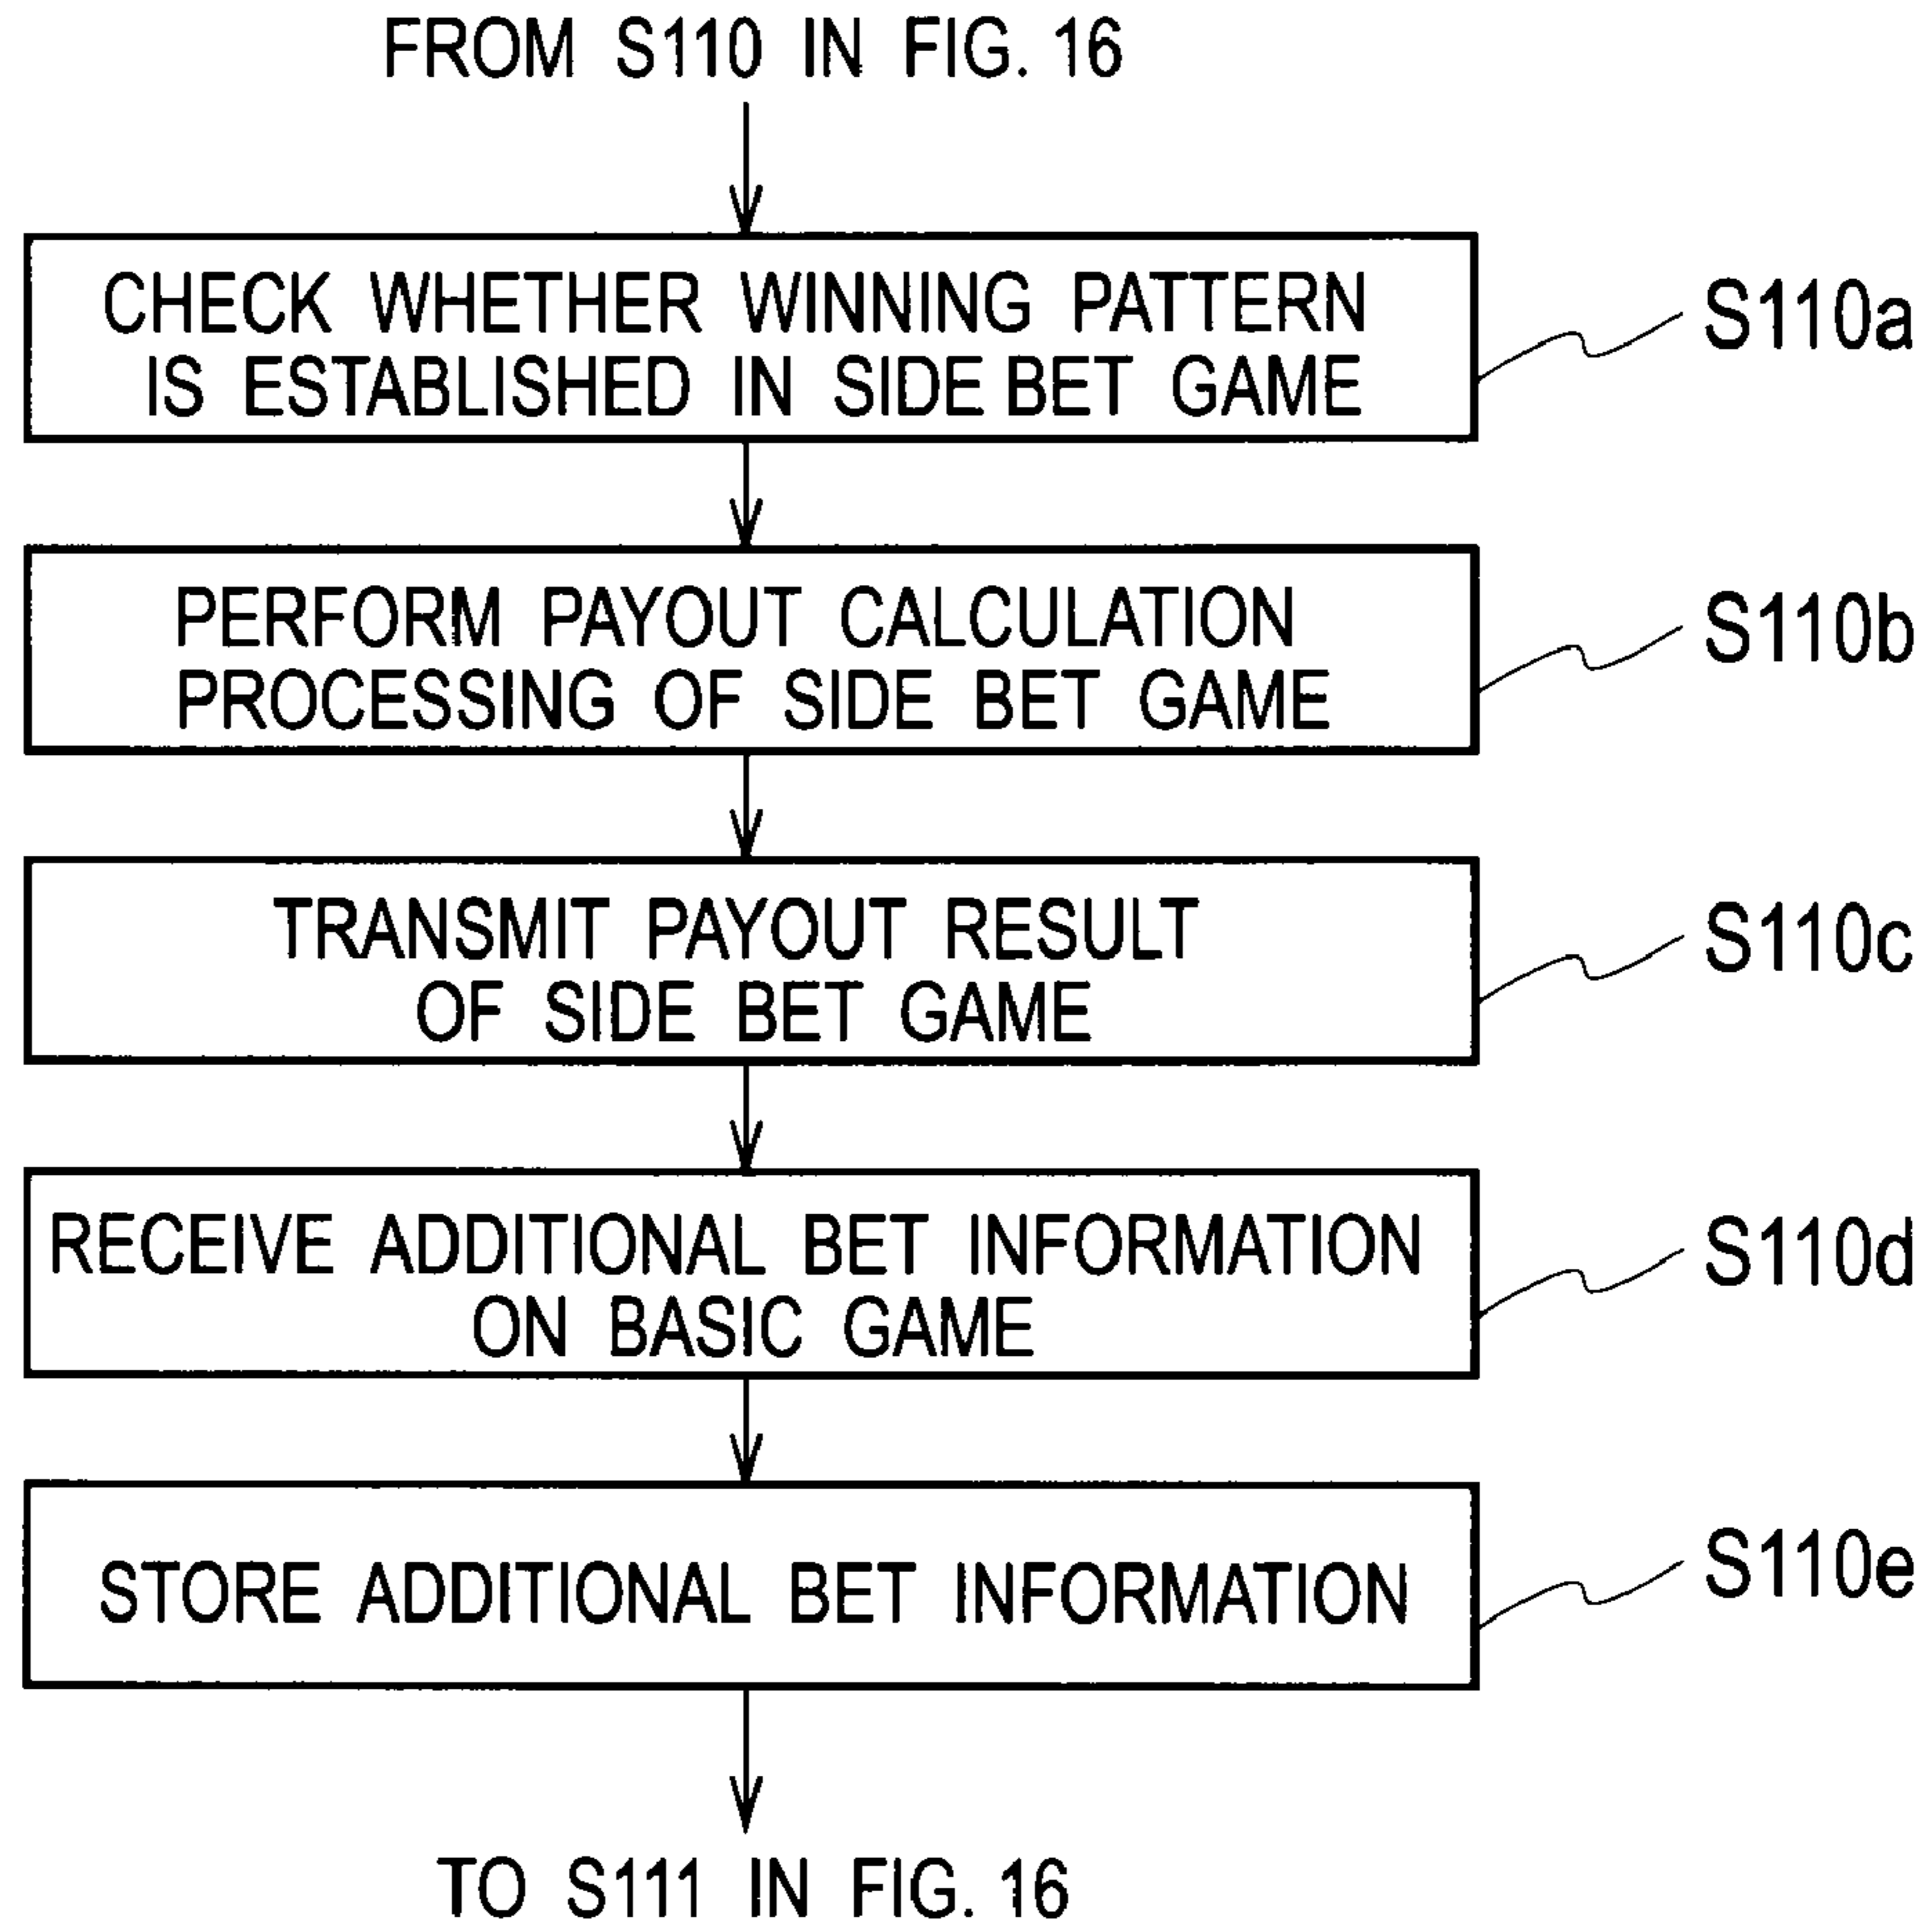 FROM S110 IN FIG. 16
CHECK WHETHER WINNING PATTERN
IS ESTABLISHED IN SIDE BET GAME
S110a
PERFORM PAYOUT CALCULATION
PROCESSING OF SIDE BET GAME
S110b
TRANSMIT PAYOUT RESULT
OF SIDE BET GAME
S110c
RECEIVE ADDITIONAL BET INFORMATION
ON BASIC GAME
S110d
STORE ADDITIONAL BET INFORMATION
S110e
TO S111 IN FIG. 16